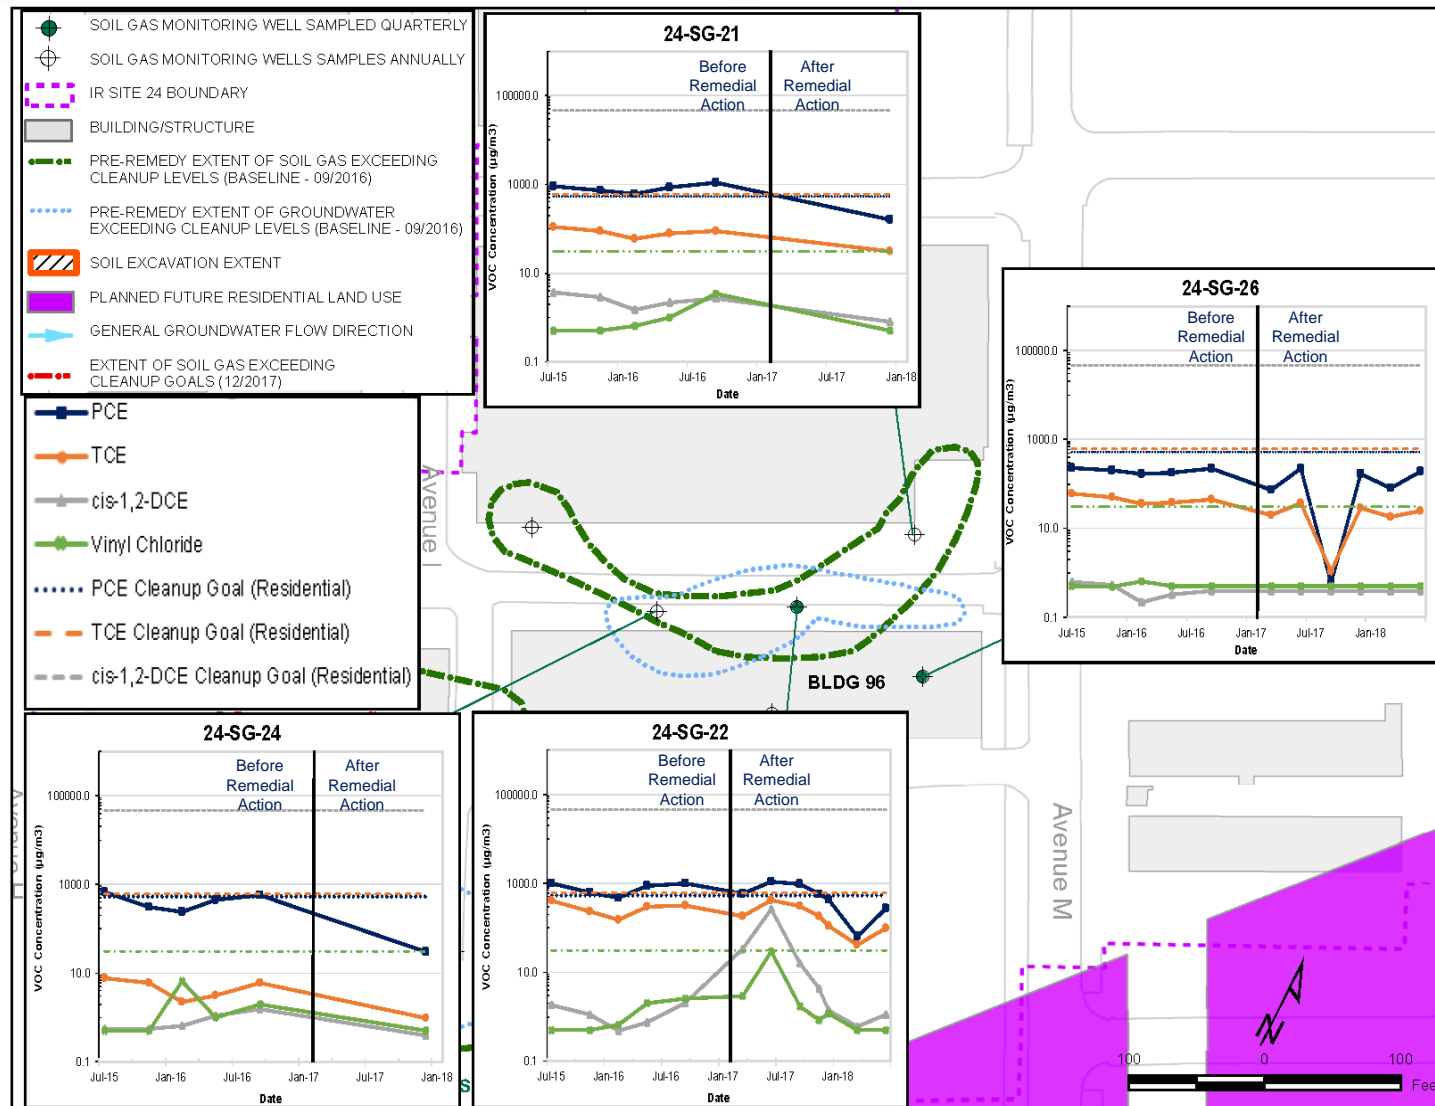 SOIL GAS MONITORING WELL SAMPLED QUARTERLY
SOIL GAS MONITORING WELLS SAMPLES ANNUALLY
IR SITE 24 BOUNDARY
BUILDING/STRUCTURE
PRE-REMEDY EXTENT OF SOIL GAS EXCEEDING
CLEANUP LEVELS (BASELINE - 09/2016)
PRE-REMEDY EXTENT OF GROUNDWATER
EXCEEDING CLEANUP LEVELS (BASELINE - 09/2016)
SOIL EXCAVATION EXTENT
PLANNED FUTURE RESIDENTIAL LAND USE
GENERAL GROUNDWATER FLOW DIRECTION
EXTENT OF SOIL GAS EXCEEDING
CLEANUP GOALS (12/2017)
PCE
TCE
cis-1,2-DCE
Vinyl Chloride
PCE Cleanup Goal (Residential)
TCE Cleanup Goal (Residential)
cis-1,2-DCE Cleanup Goal (Residential)
24-SG-21
Before
Remedial
Action
After
Remedial
Action
VOC Concentration (µg/m3)
100000.0
1000.0
10.0
0.1
Jul-15
Jan-16
Jul-16
Jan-17
Jul-17
Jan-18
Date
24-SG-26
Before
Remedial
Action
After
Remedial
Action
VOC Concentration (µg/m3)
100000.0
1000.0
10.0
0.1
Jul-15
Jan-16
Jul-16
Jan-17
Jul-17
Jan-18
Date
Avenue I
BLDG 96
24-SG-24
Before
Remedial
Action
After
Remedial
Action
VOC Concentration (µg/m3)
100000.0
1000.0
10.0
0.1
Jul-15
Jan-16
Jul-16
Jan-17
Jul-17
Jan-18
Date
24-SG-22
Before
Remedial
Action
After
Remedial
Action
VOC Concentration (µg/m3)
100000.0
1000.0
10.0
0.1
Jul-15
Jan-16
Jul-16
Jan-17
Jul-17
Jan-18
Date
Avenue M
N
100
0
100
Fee